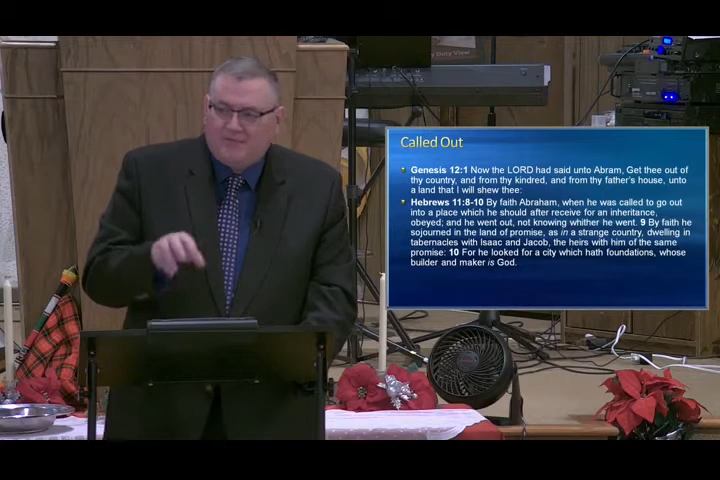 Duty View
Called Out
Genesis 12:1 Now the LORD had said unto Abram, Get thee out of
thy country, and from thy kindred, and from thy father's house, unto
a land that I will shew thee:
Hebrews 11:8-10 By faith Abraham, when he was called to go out
into a place which he should after receive for an inheritance,
obeyed; and he went out, not knowing whither he went. 9 By faith he
sojourned in the land of promise, as in a strange country, dwelling in
tabernacles with Isaac and Jacob, the heirs with him of the same
promise: 10 For he looked for a city which hath foundations, whose
builder and maker is God.